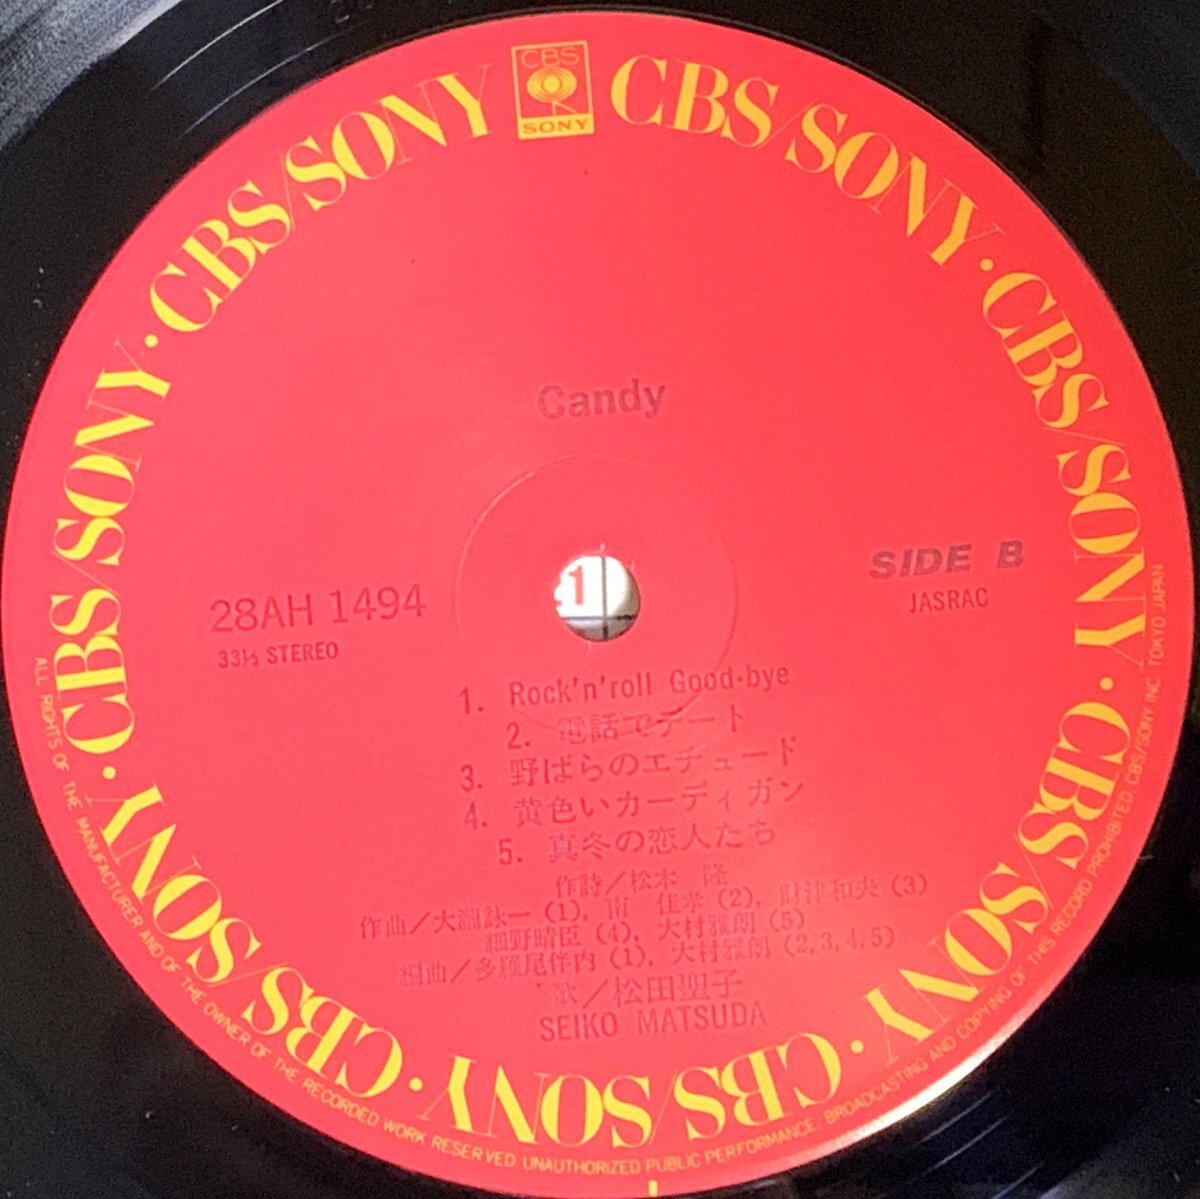 CBS
SONY
CBS/SONY · CBS/SONY · CBS/SONY · CBS/SONY · CBS/SONY · CBS/SONY · CBS/SONY
Candy
28AH 1494
33⅓ STEREO
SIDE B
JASRAC
1
1. Rock'n'roll Good-bye
2. 電話でデート
3. 野ばらのエチュード
4. 黄色いカーディガン
5. 真冬の恋人たち
作詩／松本 隆
作曲／大瀧詠一(1), 南 佳孝(2), 財津和夫(3)
細野晴臣(4), 大村雅朗(5)
編曲／多羅尾伴内(1), 大村雅朗(2,3,4,5)
歌／松田聖子
SEIKO MATSUDA
ALL RIGHTS OF THE MANUFACTURER AND OF THE OWNER OF THE RECORDED WORK RESERVED UNAUTHORIZED PUBLIC PERFORMANCE BROADCASTING AND COPYING OF THIS RECORD PROHIBITED CBS/SONY INC. TOKYO JAPAN